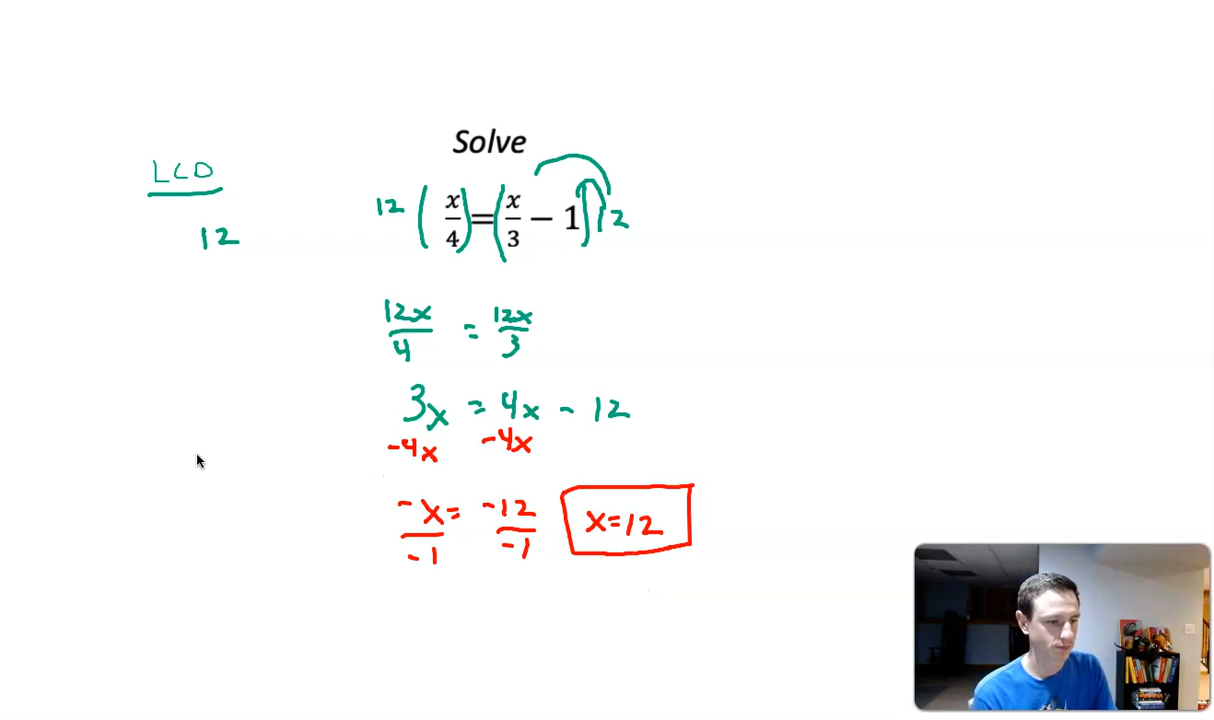 Solve
LCD
12 ( x/4 ) = ( x/3 − 1 ) 12
12
12x/4 = 12x/3
3x = 4x - 12
-4x -4x
-x/-1 = -12/-1
x=12